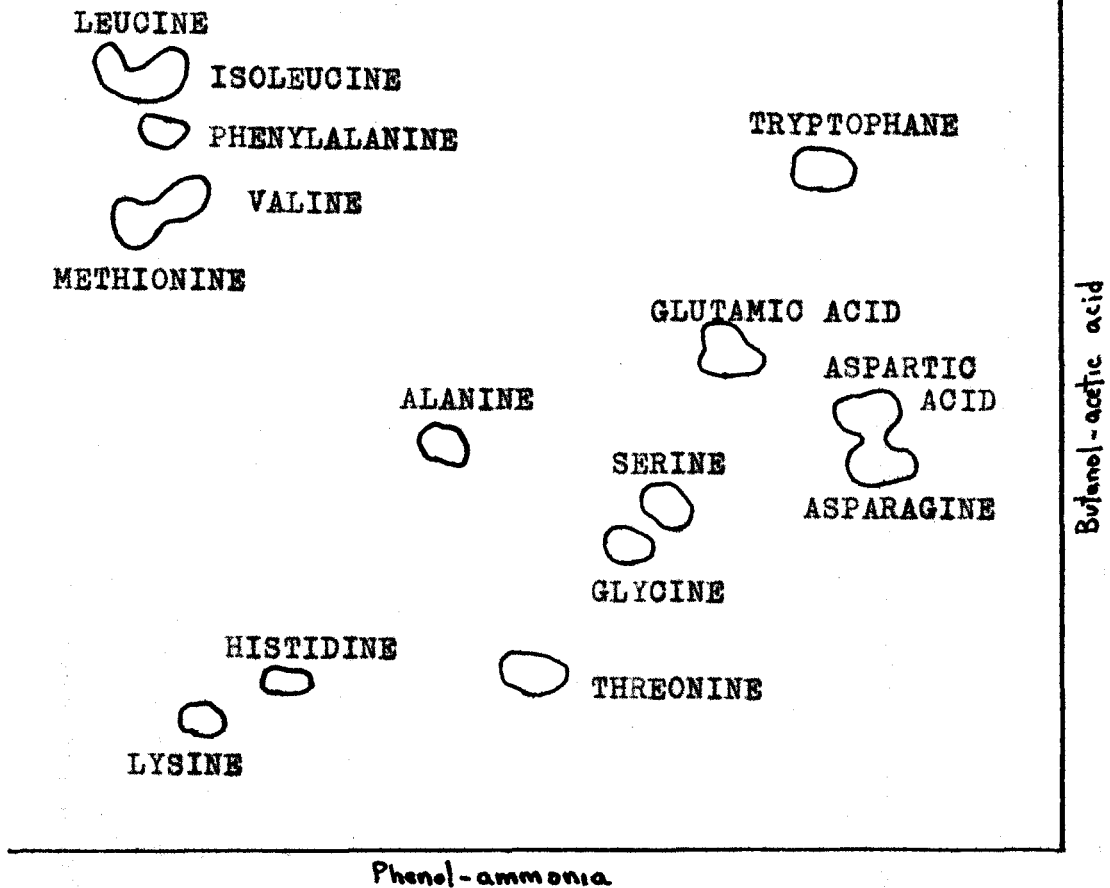 LEUCINE
ISOLEUCINE
PHENYLALANINE
TRYPTOPHANE
VALINE
METHIONINE
GLUTAMIC ACID
ASPARTIC
ACID
ALANINE
SERINE
ASPARAGINE
GLYCINE
HISTIDINE
THREONINE
LYSINE
Butanol-acetic acid
Phenol-ammonia